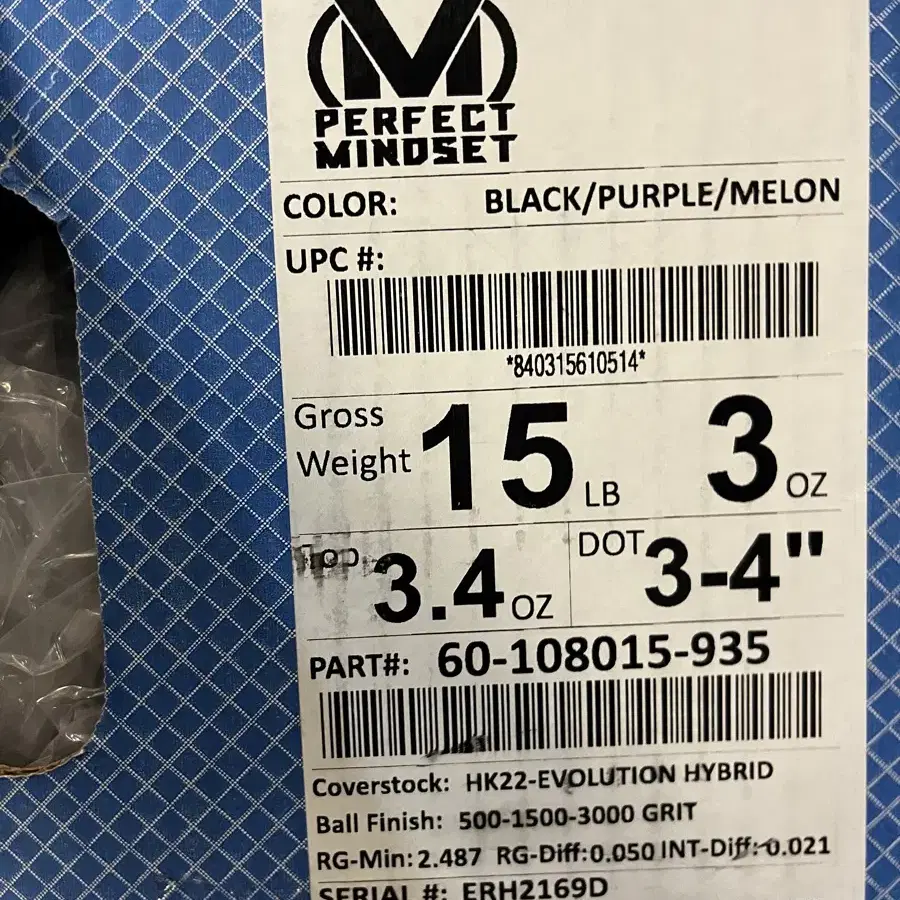 M
PERFECT
MINDSET
COLOR: BLACK/PURPLE/MELON
UPC #:
*840315610514*
Gross Weight 15 LB 3 OZ
Top 3.4 OZ DOT 3-4"
PART#: 60-108015-935
Coverstock: HK22-EVOLUTION HYBRID
Ball Finish: 500-1500-3000 GRIT
RG-Min: 2.487 RG-Diff:0.050 INT-Diff:0.021
SERIAL #: ERH2169D